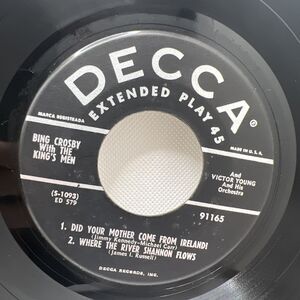 DECCA
®
EXTENDED PLAY 45
MARCA REGISTRADA
MADE IN U.S.A.
BING CROSBY
With THE
KING'S MEN
And
VICTOR YOUNG
And His
Orchestra
(S-1093)
ED 579
91165
1. DID YOUR MOTHER COME FROM IRELAND?
(Jimmy Kennedy-Michael Carr)
2. WHERE THE RIVER SHANNON FLOWS
(James I. Russell)
DECCA RECORDS, INC.